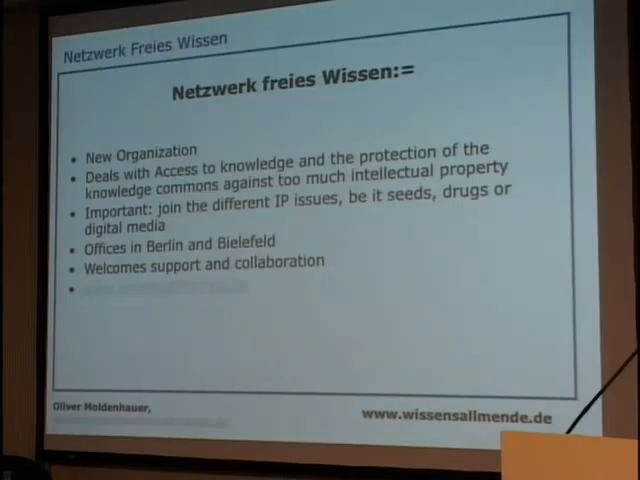 Netzwerk Freies Wissen
Netzwerk freies Wissen:=
• New Organization
• Deals with Access to knowledge and the protection of the
knowledge commons against too much intellectual property
• Important: join the different IP issues, be it seeds, drugs or
digital media
• Offices in Berlin and Bielefeld
• Welcomes support and collaboration
•
Oliver Moldenhauer,
www.wissensallmende.de